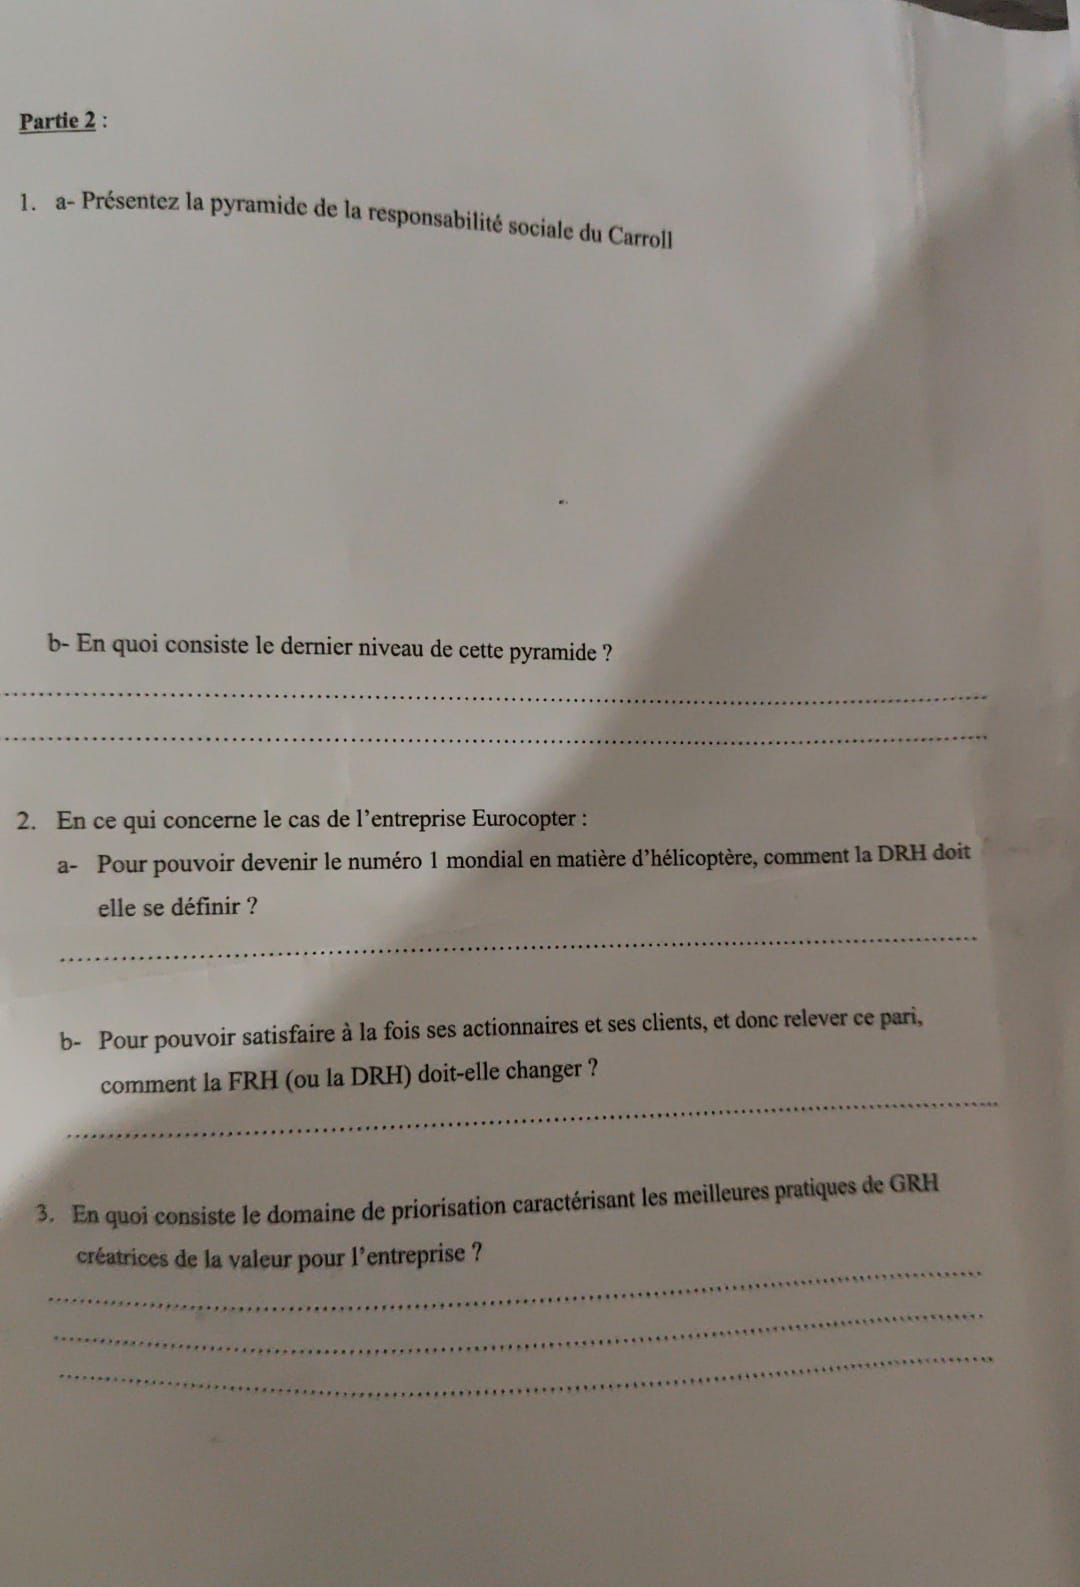 Partie 2 :
1. a- Présentez la pyramide de la responsabilité sociale du Carroll
b- En quoi consiste le dernier niveau de cette pyramide ?
2. En ce qui concerne le cas de l'entreprise Eurocopter :
a- Pour pouvoir devenir le numéro 1 mondial en matière d'hélicoptère, comment la DRH doit
elle se définir ?
b- Pour pouvoir satisfaire à la fois ses actionnaires et ses clients, et donc relever ce pari,
comment la FRH (ou la DRH) doit-elle changer ?
3. En quoi consiste le domaine de priorisation caractérisant les meilleures pratiques de GRH
créatrices de la valeur pour l'entreprise ?